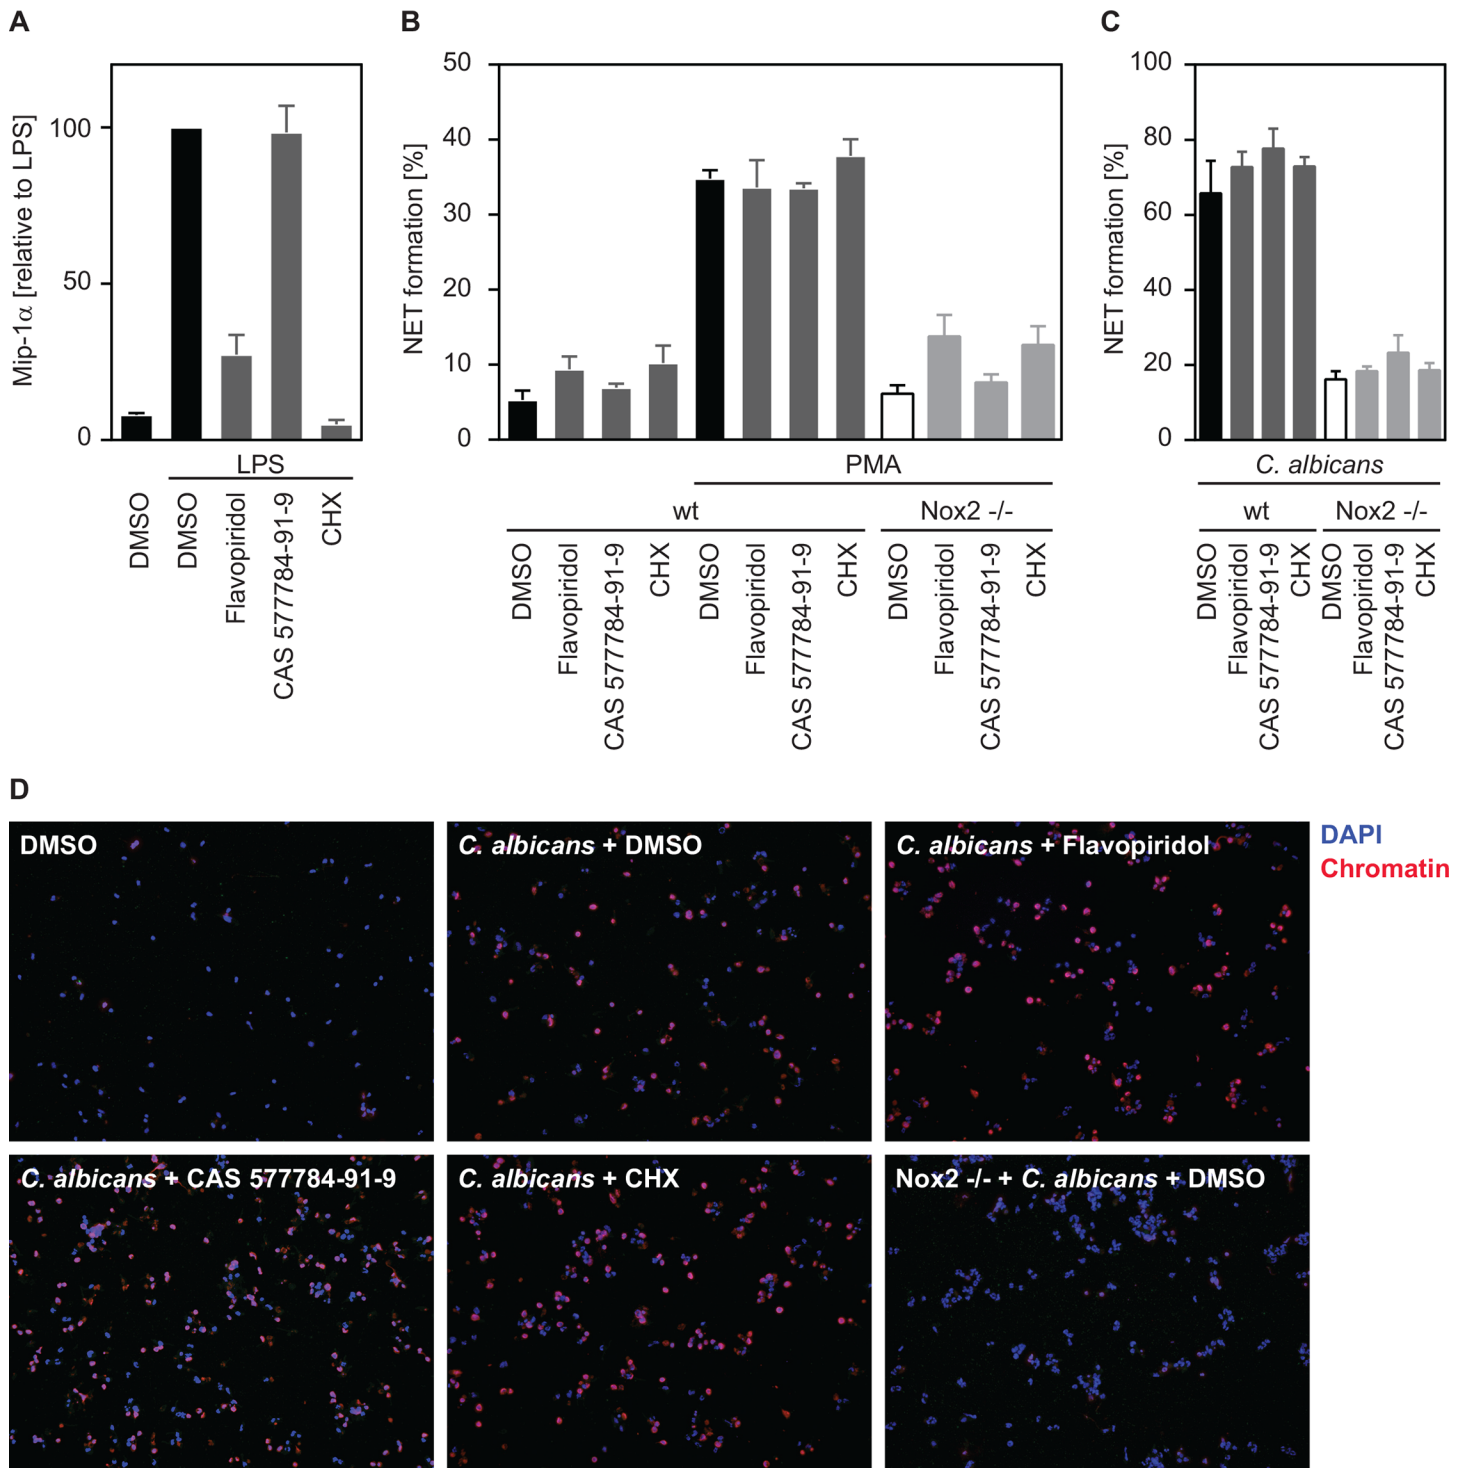 A
Mip-1α [relative to LPS]
100
50
0
LPS
DMSO
DMSO
Flavopiridol
CAS 577784-91-9
CHX
B
NET formation [%]
50
40
30
20
10
0
PMA
wt
Nox2 -/-
DMSO
Flavopiridol
CAS 577784-91-9
CHX
DMSO
Flavopiridol
CAS 577784-91-9
CHX
DMSO
Flavopiridol
CAS 577784-91-9
CHX
C
NET formation [%]
100
80
60
40
20
0
C. albicans
wt
Nox2 -/-
DMSO
Flavopiridol
CAS 577784-91-9
CHX
DMSO
Flavopiridol
CAS 577784-91-9
CHX
D
DMSO
C. albicans + DMSO
C. albicans + Flavopiridol
DAPI
Chromatin
C. albicans + CAS 577784-91-9
C. albicans + CHX
Nox2 -/- + C. albicans + DMSO